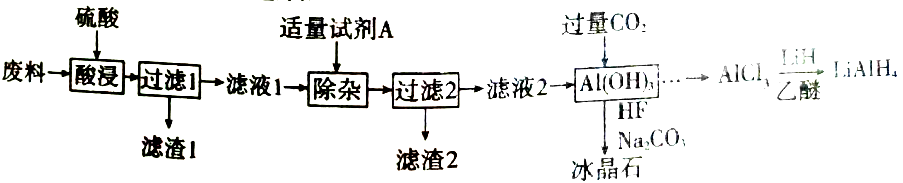 硫酸 适量试剂A 过量CO₂
废料 酸浸 过滤1 滤液1 除杂 过滤2 滤液2 Al(OH)₃ … AlCl₃ LiH 乙醚 LiAlH₄
滤渣1 滤渣2 HF
Na₂CO₃
冰晶石